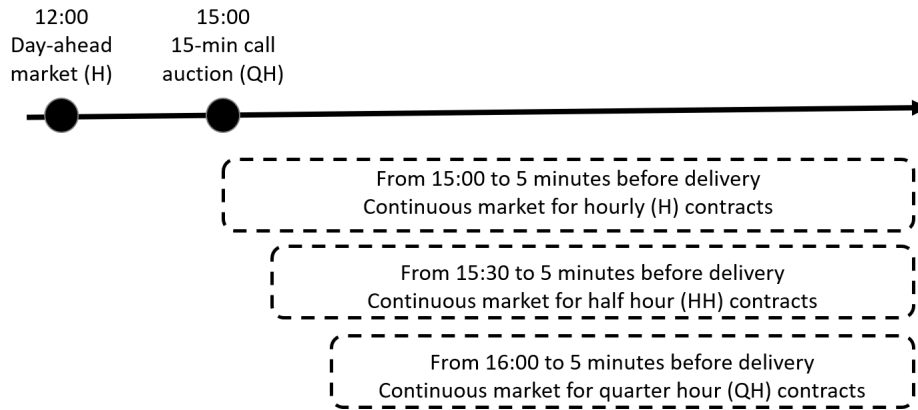 12:00
Day-ahead
market (H)
15:00
15-min call
auction (QH)
From 15:00 to 5 minutes before delivery
Continuous market for hourly (H) contracts
From 15:30 to 5 minutes before delivery
Continuous market for half hour (HH) contracts
From 16:00 to 5 minutes before delivery
Continuous market for quarter hour (QH) contracts